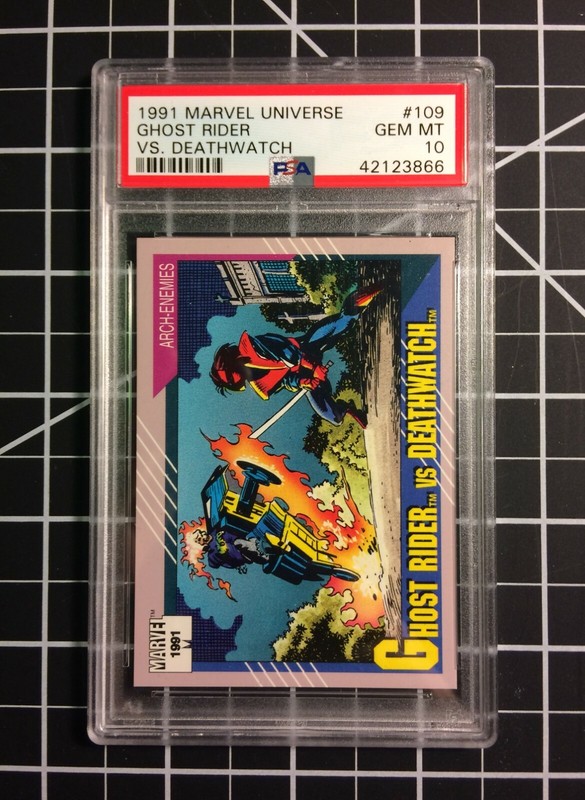 1991 MARVEL UNIVERSE #109
GHOST RIDER GEM MT
VS. DEATHWATCH 10
PSA 42123866
ARCH-ENEMIES
MARVEL™
1991
GHOST RIDER™ VS DEATHWATCH™